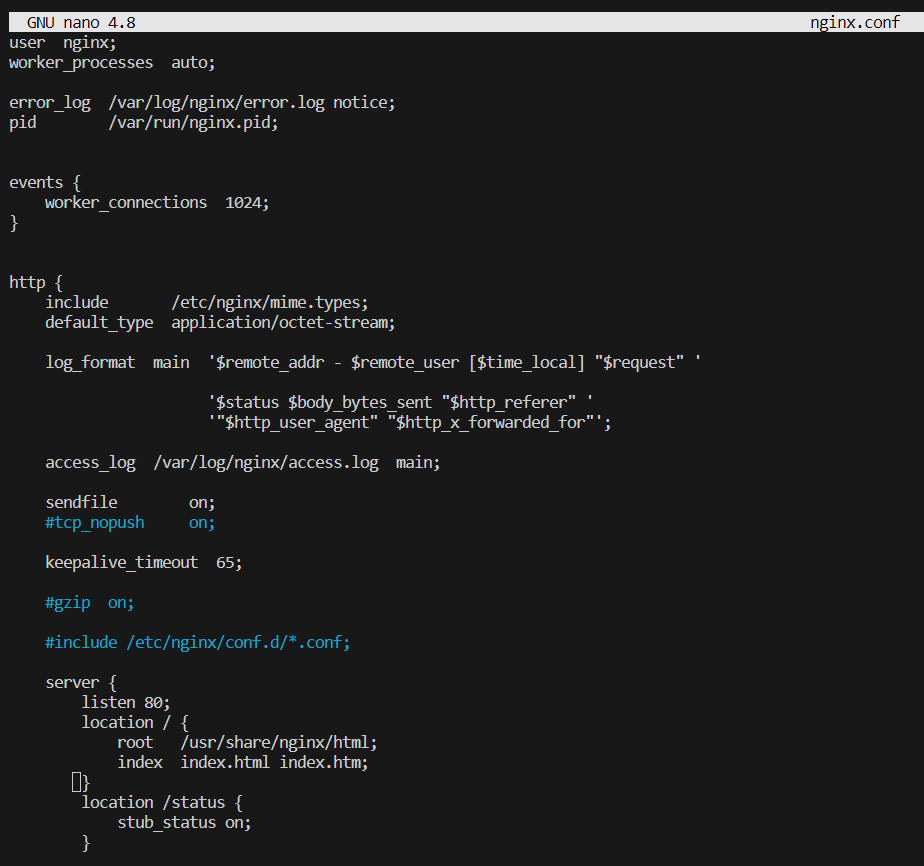 GNU nano 4.8 nginx.conf
user  nginx;
worker_processes  auto;

error_log  /var/log/nginx/error.log notice;
pid        /var/run/nginx.pid;


events {
    worker_connections  1024;
}


http {
    include       /etc/nginx/mime.types;
    default_type  application/octet-stream;

    log_format  main  '$remote_addr - $remote_user [$time_local] "$request" '

                      '$status $body_bytes_sent "$http_referer" '
                      '"$http_user_agent" "$http_x_forwarded_for"';

    access_log  /var/log/nginx/access.log  main;

    sendfile        on;
    #tcp_nopush     on;

    keepalive_timeout  65;

    #gzip  on;

    #include /etc/nginx/conf.d/*.conf;

    server {
        listen 80;
        location / {
            root   /usr/share/nginx/html;
            index  index.html index.htm;
        }
        location /status {
            stub_status on;
        }